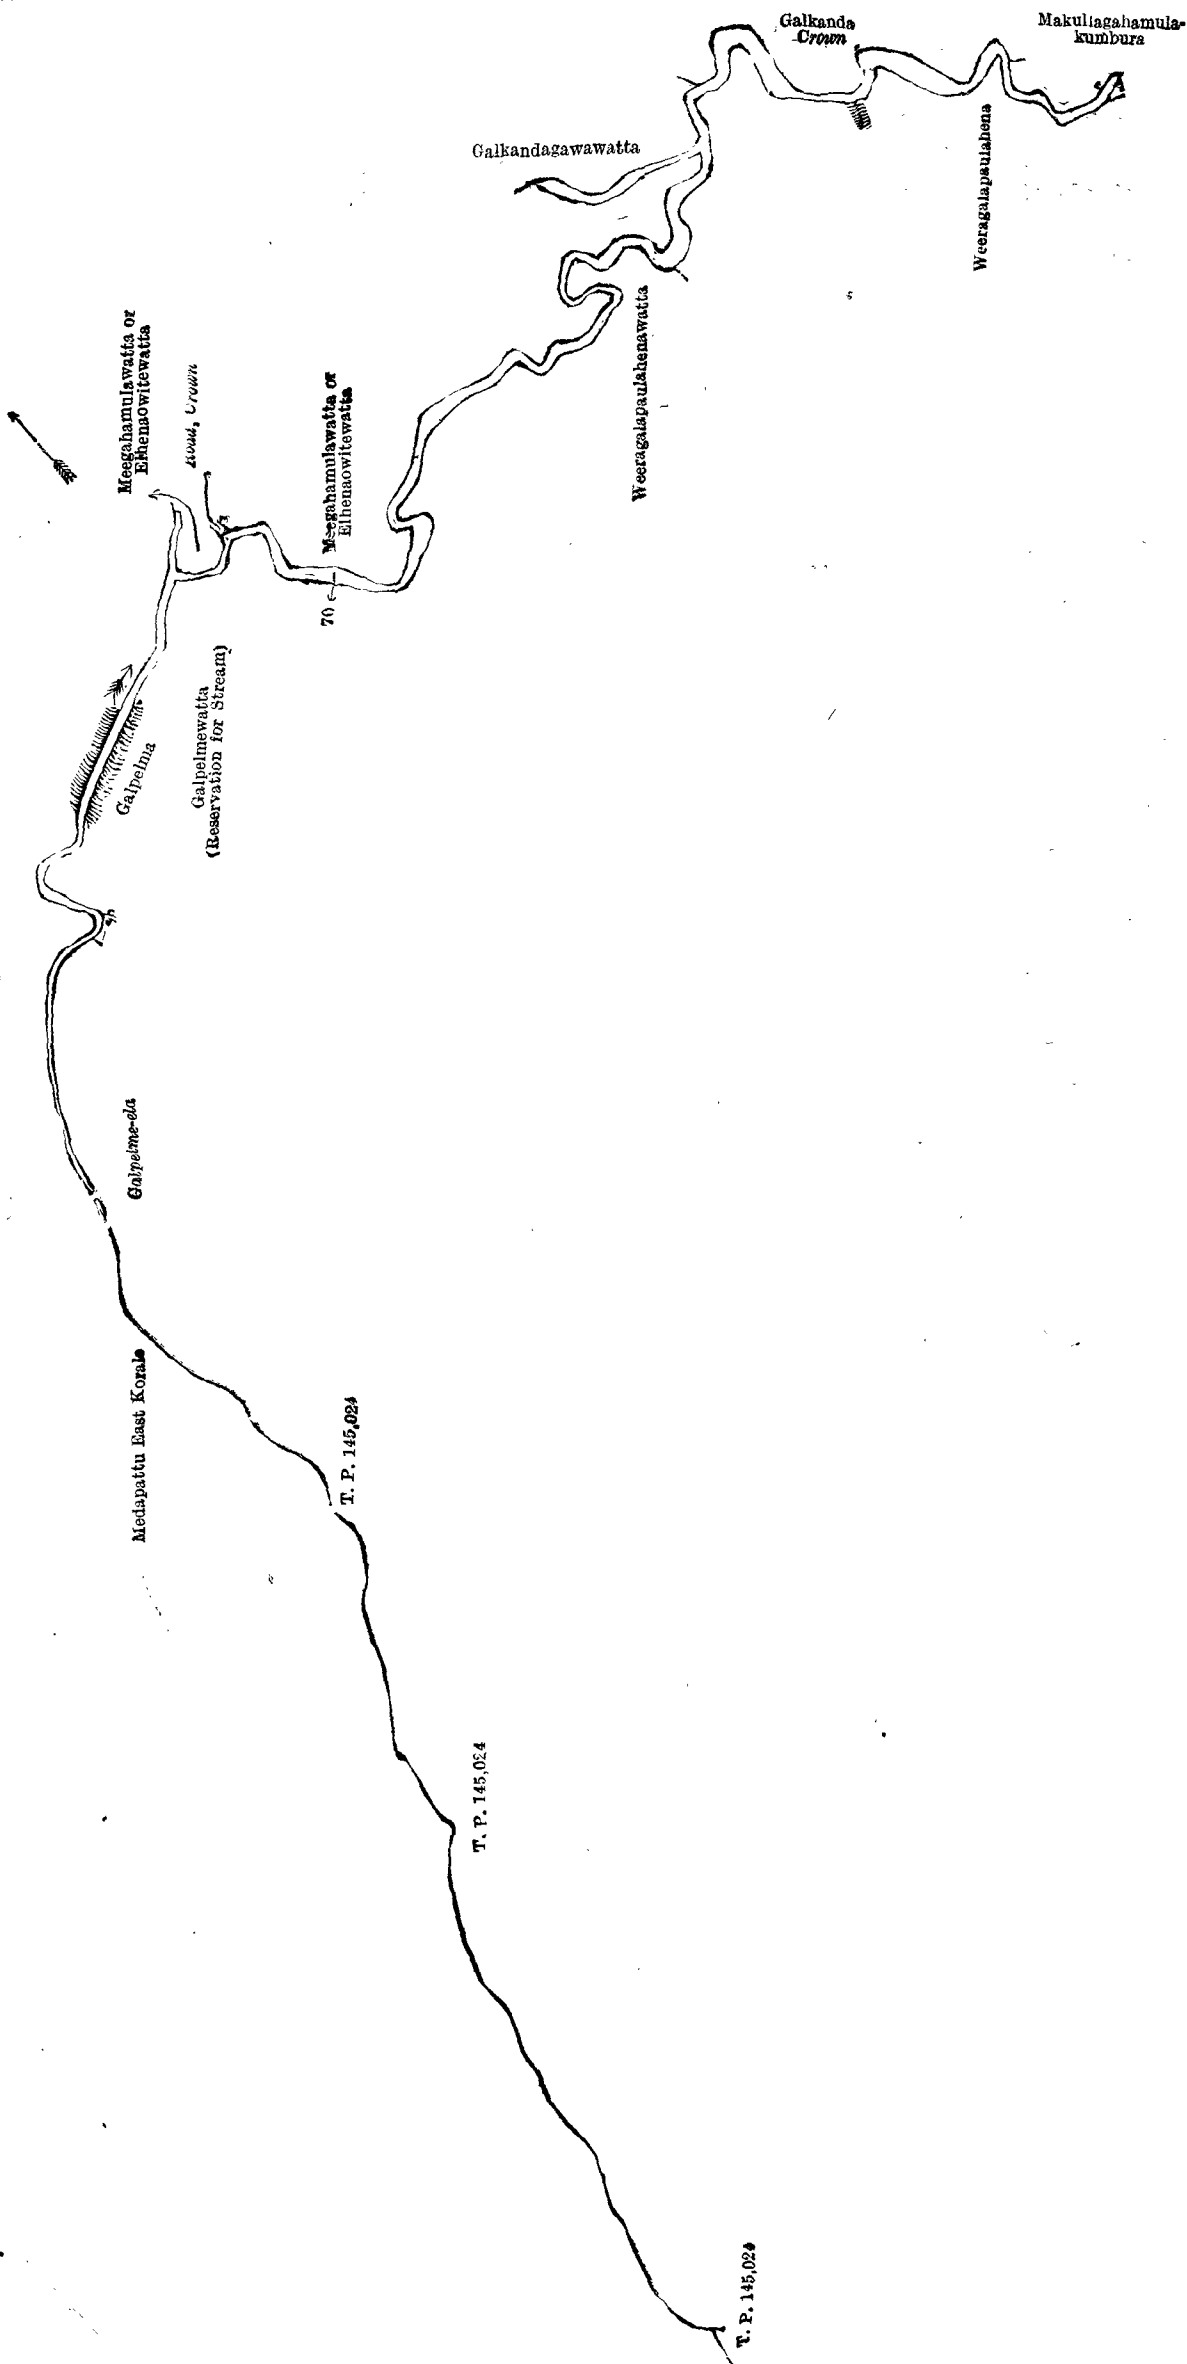 Galkanda
Crown
Makullagahamula-
kumbura
Galkandagawawatta
Weeragalapaulahena
Weeragalapaulahenawatta
Meegahamulawatta or
Elhenaowitewatta
Road, Crown
Meegahamulawatta or
Elhenaowitewatta
70
Galpelmewatta
(Reservation for Stream)
Galpelma
Galpelme-ela
Medapattu East Korale
T. P. 145,024
T. P. 145,024
T. P. 145,024